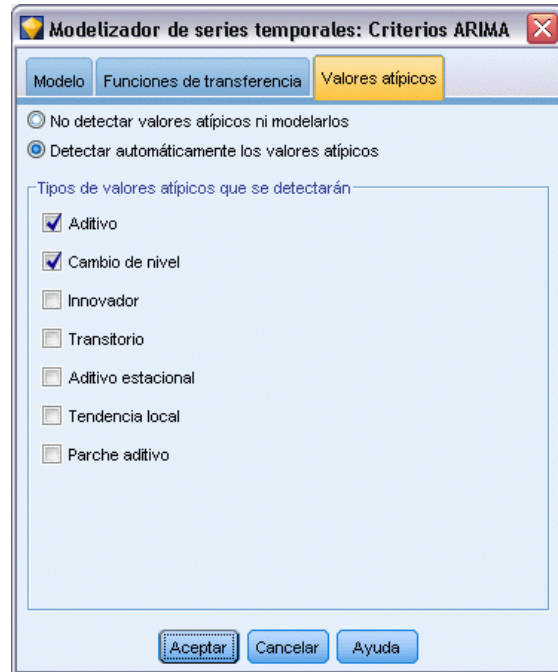 Modelizador de series temporales: Criterios ARIMA
Modelo Funciones de transferencia Valores atípicos
No detectar valores atípicos ni modelarlos
Detectar automáticamente los valores atípicos
Tipos de valores atípicos que se detectarán
Aditivo
Cambio de nivel
Innovador
Transitorio
Aditivo estacional
Tendencia local
Parche aditivo
Aceptar Cancelar Ayuda